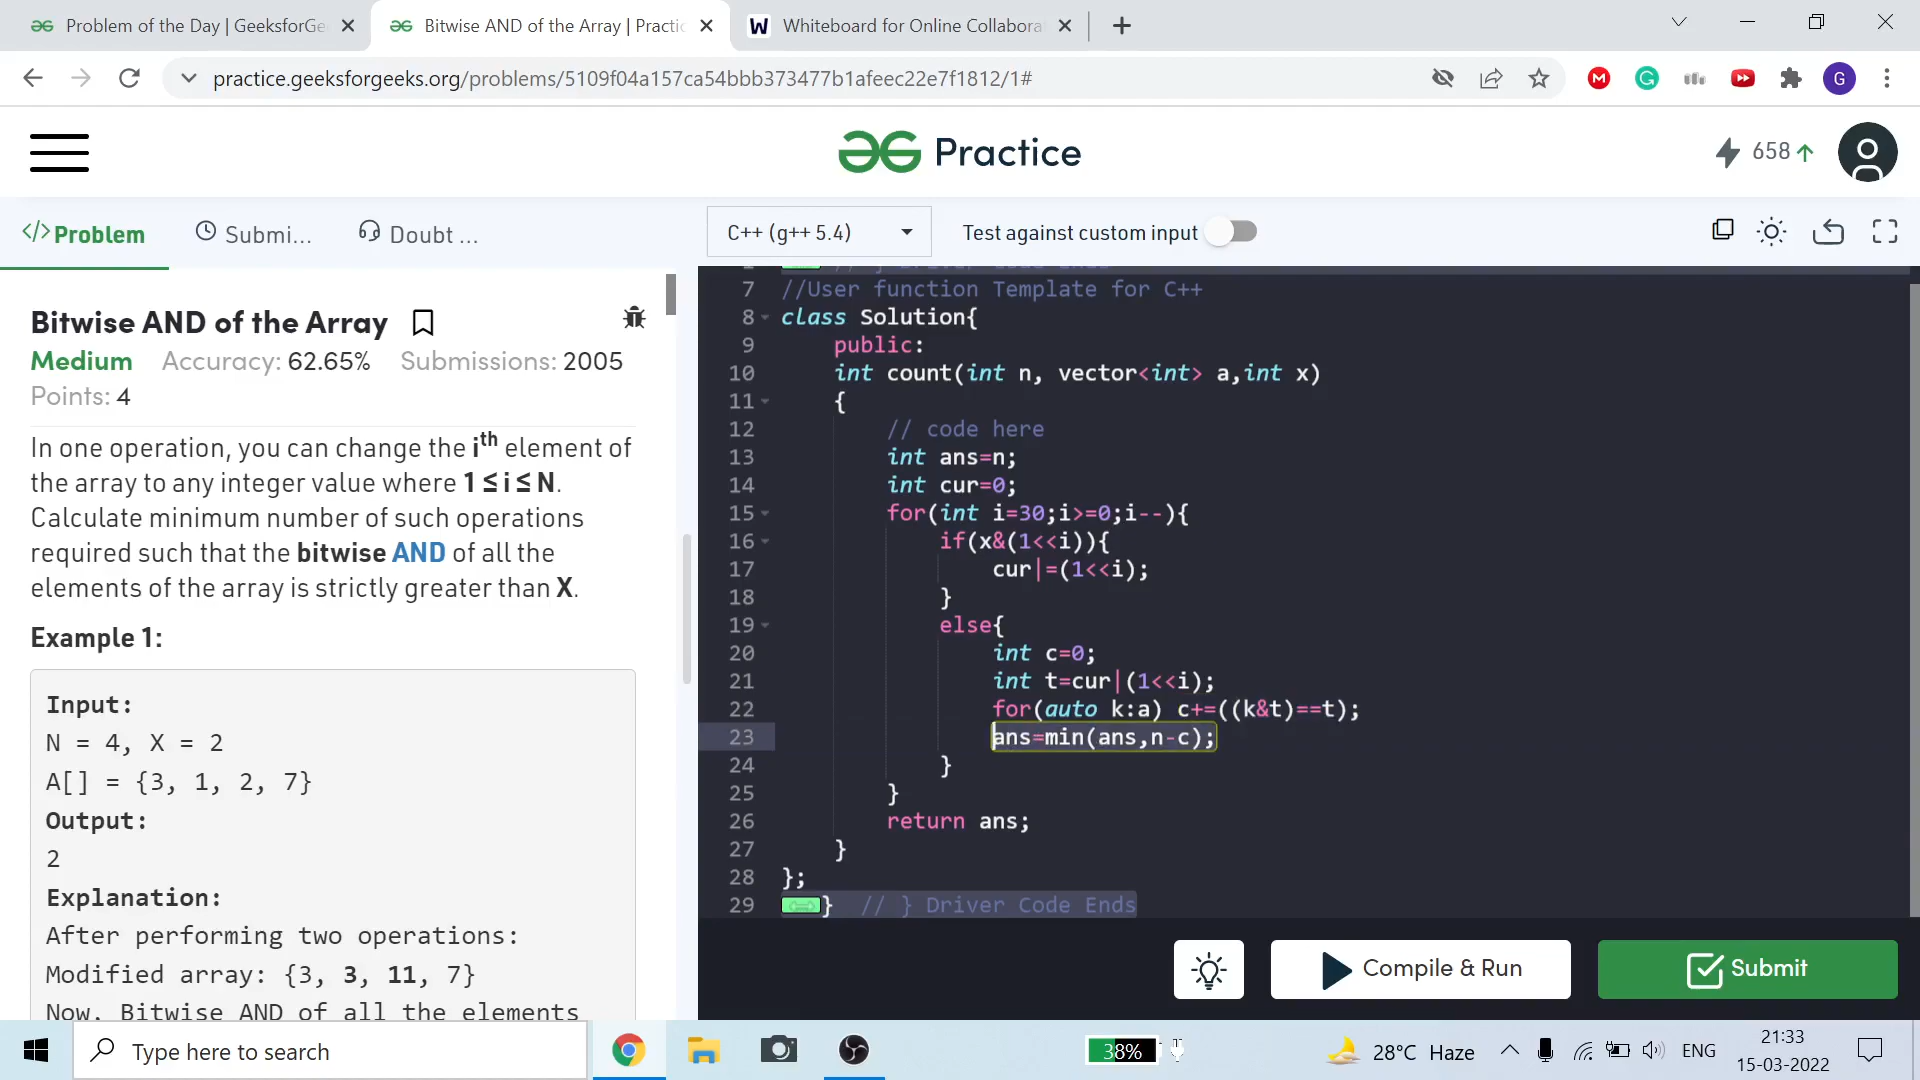 Problem of the Day | GeeksforGe
Bitwise AND of the Array | Practic
Whiteboard for Online Collabora
practice.geeksforgeeks.org/problems/5109f04a157ca54bbb373477b1afeec22e7f1812/1#
G
Practice
658
</>Problem
Submi...
Doubt ...
C++ (g++ 5.4)
Test against custom input
Bitwise AND of the Array
Medium Accuracy: 62.65% Submissions: 2005
Points: 4
In one operation, you can change the ith element of
the array to any integer value where 1 ≤ i ≤ N.
Calculate minimum number of such operations
required such that the bitwise AND of all the
elements of the array is strictly greater than X.
Example 1:
Input:
N = 4, X = 2
A[] = {3, 1, 2, 7}
Output:
2
Explanation:
After performing two operations:
Modified array: {3, 3, 11, 7}
Now, Bitwise AND of all the elements
// } Driver Code Ends
7 //User function Template for C++
8 class Solution{
9 public:
10 int count(int n, vector<int> a,int x)
11 {
12 // code here
13 int ans=n;
14 int cur=0;
15 for(int i=30;i>=0;i--){
16 if(x&(1<<i)){
17 cur|=(1<<i);
18 }
19 else{
20 int c=0;
21 int t=cur|(1<<i);
22 for(auto k:a) c+=((k&t)==t);
23 ans=min(ans,n-c);
24 }
25 }
26 return ans;
27 }
28 };
29 } // } Driver Code Ends
Compile & Run
Submit
Type here to search
38%
28°C Haze
ENG
21:33
15-03-2022